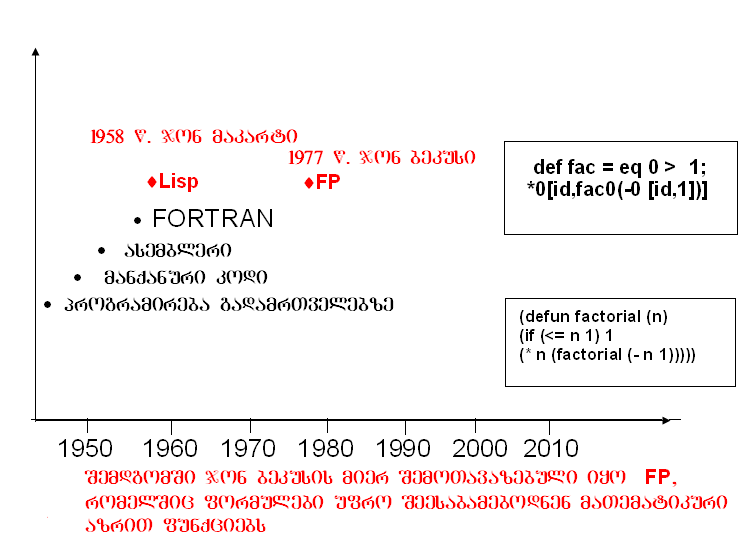 1958 წ. ჯონ მაკარტი
1977 წ. ჯონ ბეკუსი
Lisp
FP
FORTRAN
ასემბლერი
მანქანური კოდი
პროგრამირება გადამრთველებზე
def fac = eq 0 > 1;
*0[id,fac0(-0 [id,1])]
(defun factorial (n)
(if (<= n 1) 1
(* n (factorial (- n 1)))))
1950 1960 1970 1980 1990 2000 2010
შემდგომში ჯონ ბეკუსის მიერ შემოთავაზებული იყო FP,
რომელშიც ფორმულები უფრო შეესაბამებოდნენ მათემატიკური
აზრით ფუნქციებს